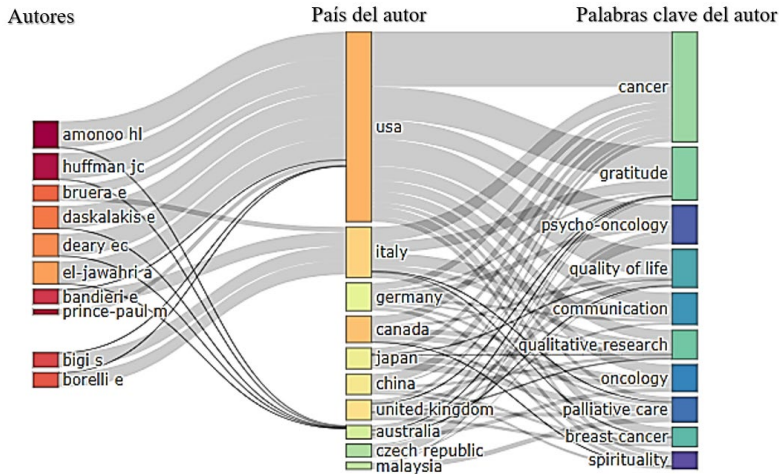 Autores
País del autor
Palabras clave del autor
amonoo hl
huffman jc
bruera e
daskalakis e
deary ec
el-jawahri a
bandieri e
prince-paul m
bigi s
borelli e
usa
italy
germany
canada
japan
china
united kingdom
australia
czech republic
malaysia
cancer
gratitude
psycho-oncology
quality of life
communication
qualitative research
oncology
palliative care
breast cancer
spirituality